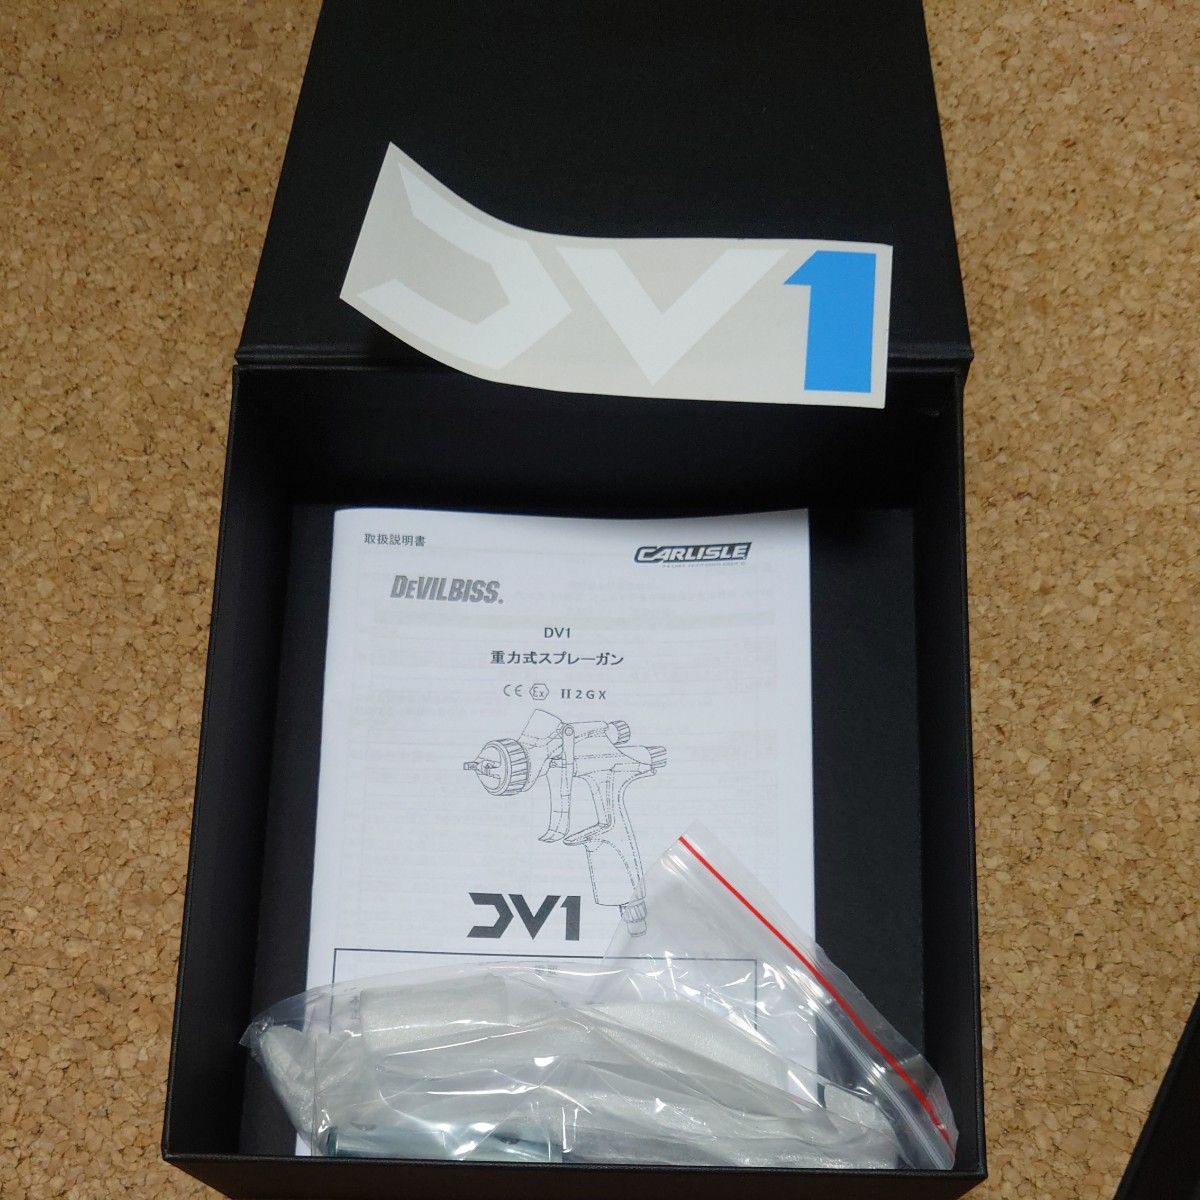 DV1
取扱説明書
CARLISLE
DEVILBISS®
DV1
重力式スプレーガン
CE Ex II 2 G X
DV1